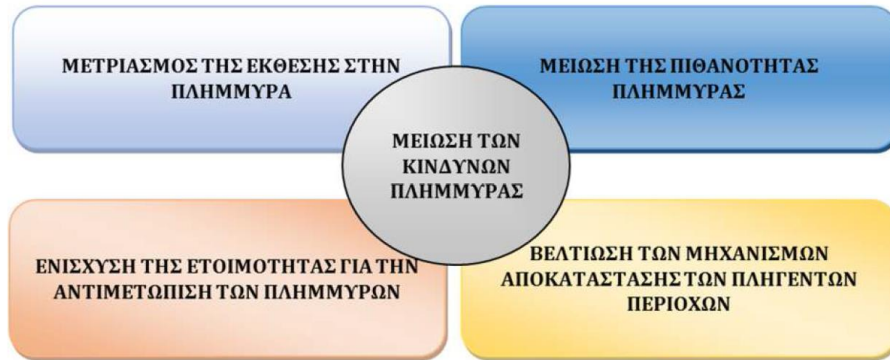 ΜΕΤΡΙΑΣΜΟΣ ΤΗΣ ΕΚΘΕΣΗΣ ΣΤΗΝ
ΠΛΗΜΜΥΡΑ
ΜΕΙΩΣΗ ΤΗΣ ΠΙΘΑΝΟΤΗΤΑΣ
ΠΛΗΜΜΥΡΑΣ
ΜΕΙΩΣΗ ΤΩΝ
ΚΙΝΔΥΝΩΝ
ΠΛΗΜΜΥΡΑΣ
ΕΝΙΣΧΥΣΗ ΤΗΣ ΕΤΟΙΜΟΤΗΤΑΣ ΓΙΑ ΤΗΝ
ΑΝΤΙΜΕΤΩΠΙΣΗ ΤΩΝ ΠΛΗΜΜΥΡΩΝ
ΒΕΛΤΙΩΣΗ ΤΩΝ ΜΗΧΑΝΙΣΜΩΝ
ΑΠΟΚΑΤΑΣΤΑΣΗΣ ΤΩΝ ΠΛΗΓΕΝΤΩΝ
ΠΕΡΙΟΧΩΝ